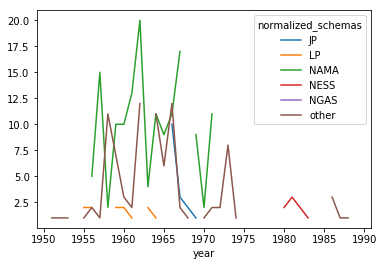 normalized_schemas
JP
LP
NAMA
NESS
NGAS
other
20.0
17.5
15.0
12.5
10.0
7.5
5.0
2.5
1950 1955 1960 1965 1970 1975 1980 1985 1990
year